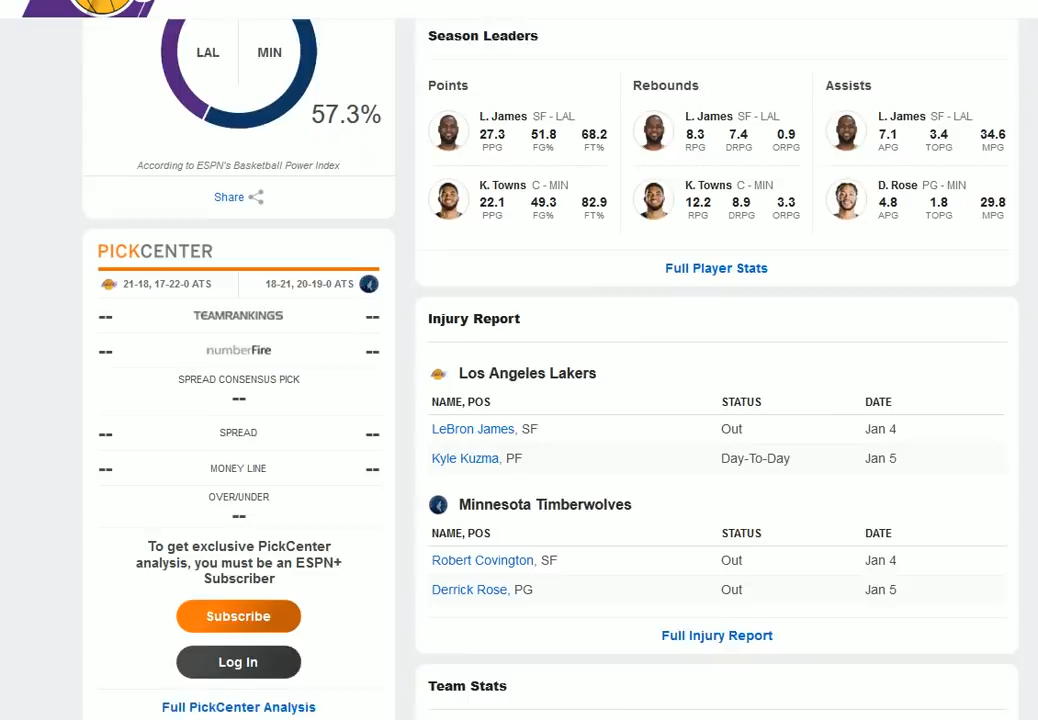 LAL MIN
57.3%
According to ESPN's Basketball Power Index
Share
PICKCENTER
21-18, 17-22-0 ATS 18-21, 20-19-0 ATS
-- TEAMRANKINGS --
-- numberFire --
SPREAD CONSENSUS PICK
--
-- SPREAD --
-- MONEY LINE --
OVER/UNDER
--
To get exclusive PickCenter
analysis, you must be an ESPN+
Subscriber
Subscribe
Log In
Full PickCenter Analysis
Season Leaders
Points Rebounds Assists
L. James SF - LAL L. James SF - LAL L. James SF - LAL
27.3 51.8 68.2 8.3 7.4 0.9 7.1 3.4 34.6
PPG FG% FT% RPG DRPG ORPG APG TOPG MPG
K. Towns C - MIN K. Towns C - MIN D. Rose PG - MIN
22.1 49.3 82.9 12.2 8.9 3.3 4.8 1.8 29.8
PPG FG% FT% RPG DRPG ORPG APG TOPG MPG
Full Player Stats
Injury Report
Los Angeles Lakers
NAME, POS STATUS DATE
LeBron James, SF Out Jan 4
Kyle Kuzma, PF Day-To-Day Jan 5
Minnesota Timberwolves
NAME, POS STATUS DATE
Robert Covington, SF Out Jan 4
Derrick Rose, PG Out Jan 5
Full Injury Report
Team Stats